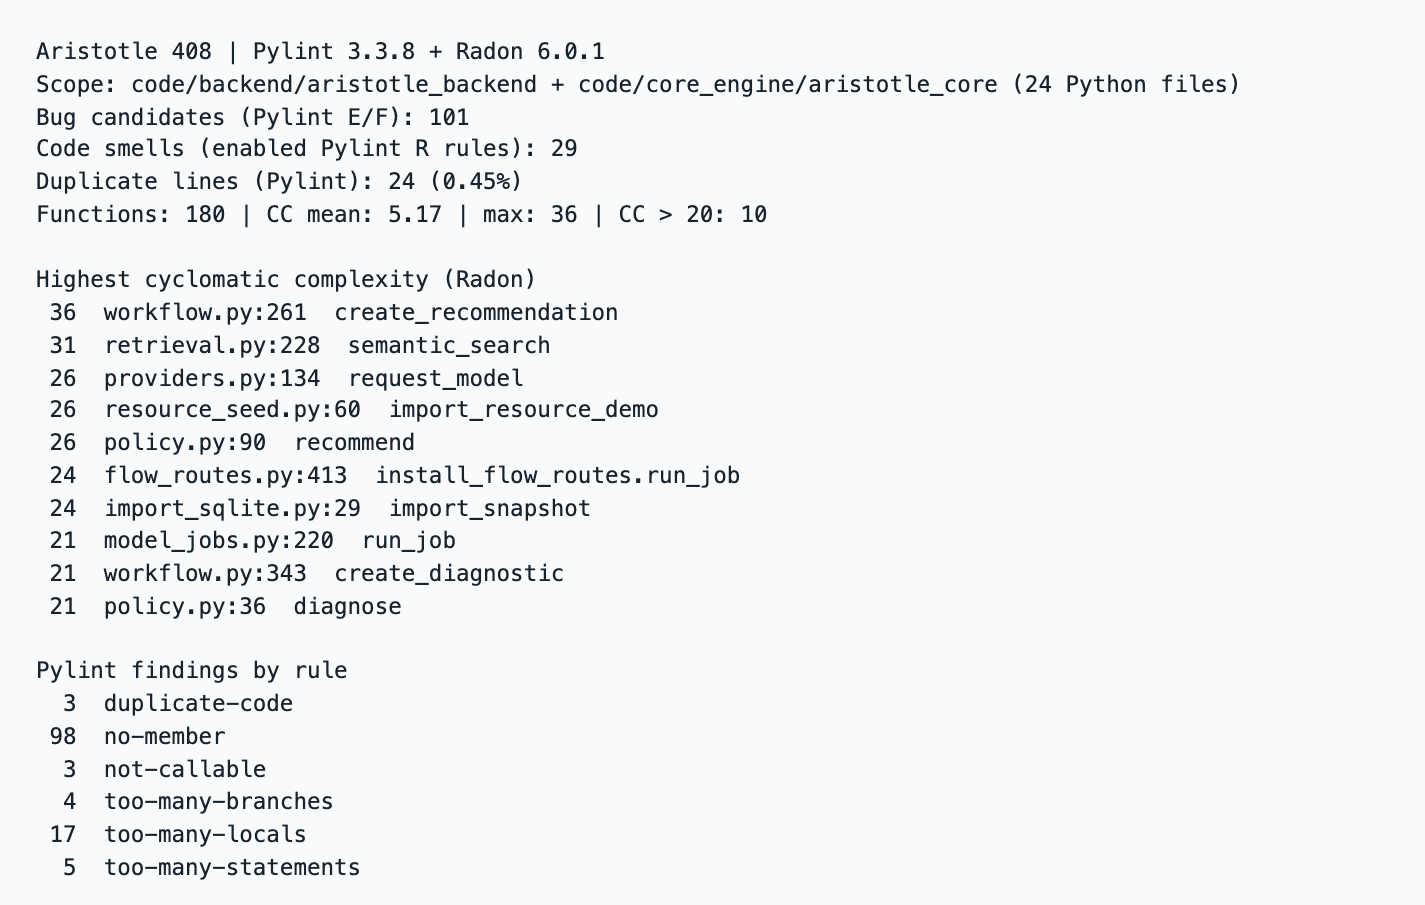 Aristotle 408 | Pylint 3.3.8 + Radon 6.0.1
Scope: code/backend/aristotle_backend + code/core_engine/aristotle_core (24 Python files)
Bug candidates (Pylint E/F): 101
Code smells (enabled Pylint R rules): 29
Duplicate lines (Pylint): 24 (0.45%)
Functions: 180 | CC mean: 5.17 | max: 36 | CC > 20: 10

Highest cyclomatic complexity (Radon)
 36  workflow.py:261  create_recommendation
 31  retrieval.py:228  semantic_search
 26  providers.py:134  request_model
 26  resource_seed.py:60  import_resource_demo
 26  policy.py:90  recommend
 24  flow_routes.py:413  install_flow_routes.run_job
 24  import_sqlite.py:29  import_snapshot
 21  model_jobs.py:220  run_job
 21  workflow.py:343  create_diagnostic
 21  policy.py:36  diagnose

Pylint findings by rule
  3  duplicate-code
 98  no-member
  3  not-callable
  4  too-many-branches
 17  too-many-locals
  5  too-many-statements